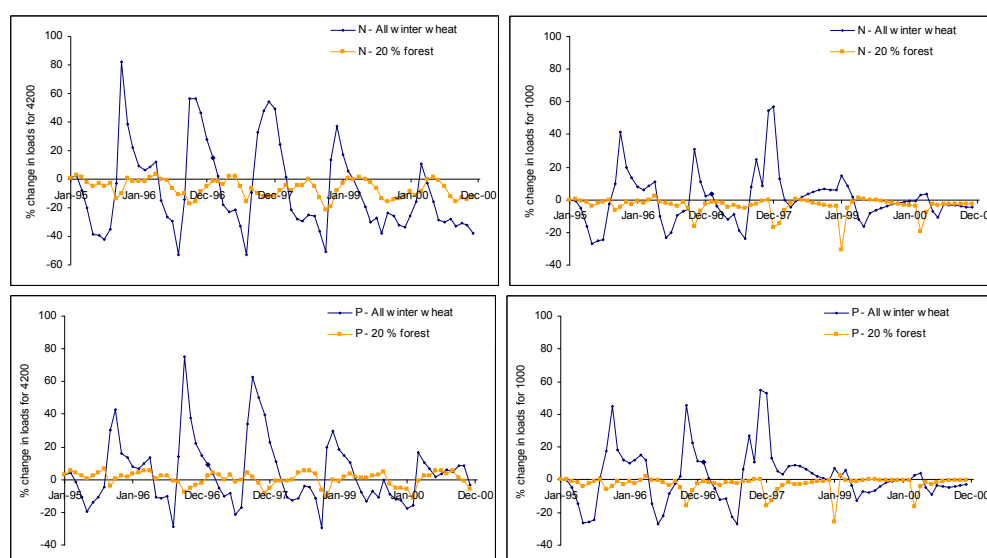 N - All winter wheat
N - 20 % forest
% change in loads for 4200
100
80
60
40
20
0
-20
-40
-60
Jan-95
Jan-96
Dec-96
Dec-97
Jan-99
Jan-00
Dec-00
N - All winter wheat
N - 20 % forest
% change in loads for 1000
100
80
60
40
20
0
-20
-40
Jan-95
Jan-96
Dec-96
Dec-97
Jan-99
Jan-00
Dec-00
P - All winter wheat
P - 20 % forest
% change in loads for 4200
100
80
60
40
20
0
-20
-40
Jan-95
Jan-96
Dec-96
Dec-97
Jan-99
Jan-00
Dec-00
P - All winter wheat
P - 20 % forest
% change in loads for 1000
100
80
60
40
20
0
-20
-40
Jan-95
Jan-96
Dec-96
Dec-97
Jan-99
Jan-00
Dec-00